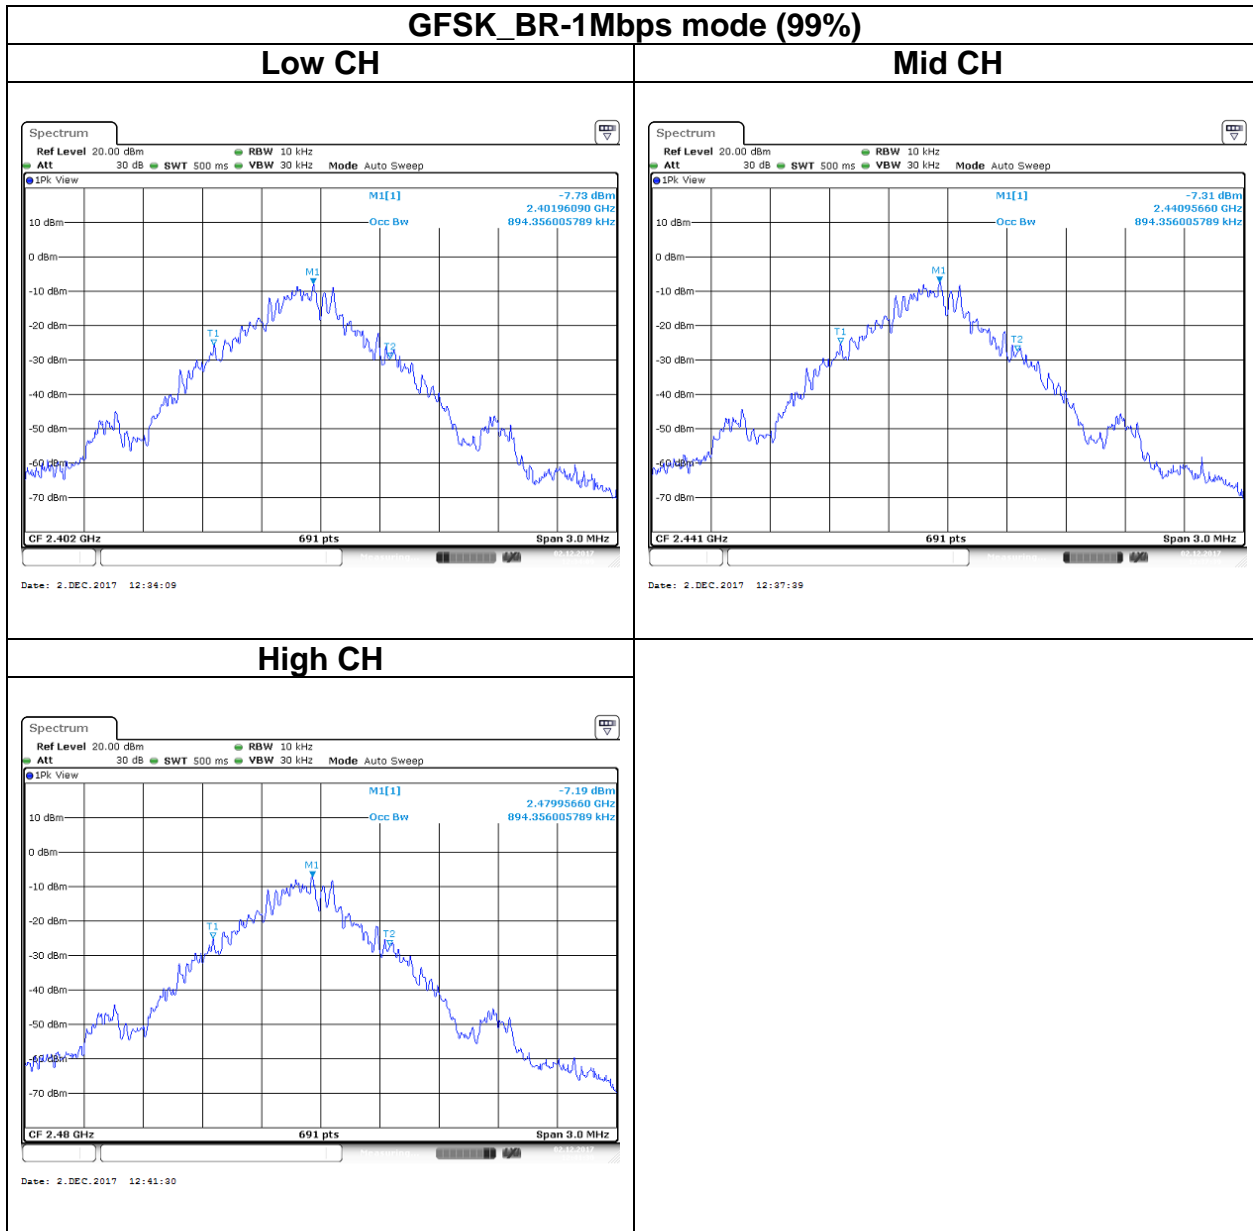 GFSK_BR-1Mbps mode (99%)
Low CH
Mid CH
Spectrum
Ref Level 20.00 dBm RBW 10 kHz
Att 30 dB SWT 500 ms VBW 30 kHz Mode Auto Sweep
1Pk View
M1[1] -7.73 dBm
2.40196090 GHz
Occ Bw 894.356005789 kHz
10 dBm
0 dBm
M1
-10 dBm
-20 dBm
T1
T2
-30 dBm
-40 dBm
-50 dBm
-60 dBm
-70 dBm
CF 2.402 GHz 691 pts Span 3.0 MHz
Date: 2.DEC.2017 12:34:09
Spectrum
Ref Level 20.00 dBm RBW 10 kHz
Att 30 dB SWT 500 ms VBW 30 kHz Mode Auto Sweep
1Pk View
M1[1] -7.31 dBm
2.44095660 GHz
Occ Bw 894.356005789 kHz
10 dBm
0 dBm
M1
-10 dBm
-20 dBm
T1
T2
-30 dBm
-40 dBm
-50 dBm
-60 dBm
-70 dBm
CF 2.441 GHz 691 pts Span 3.0 MHz
Date: 2.DEC.2017 12:37:39
High CH
Spectrum
Ref Level 20.00 dBm RBW 10 kHz
Att 30 dB SWT 500 ms VBW 30 kHz Mode Auto Sweep
1Pk View
M1[1] -7.19 dBm
2.47995660 GHz
Occ Bw 894.356005789 kHz
10 dBm
0 dBm
M1
-10 dBm
-20 dBm
T1
T2
-30 dBm
-40 dBm
-50 dBm
-60 dBm
-70 dBm
CF 2.48 GHz 691 pts Span 3.0 MHz
Date: 2.DEC.2017 12:41:30